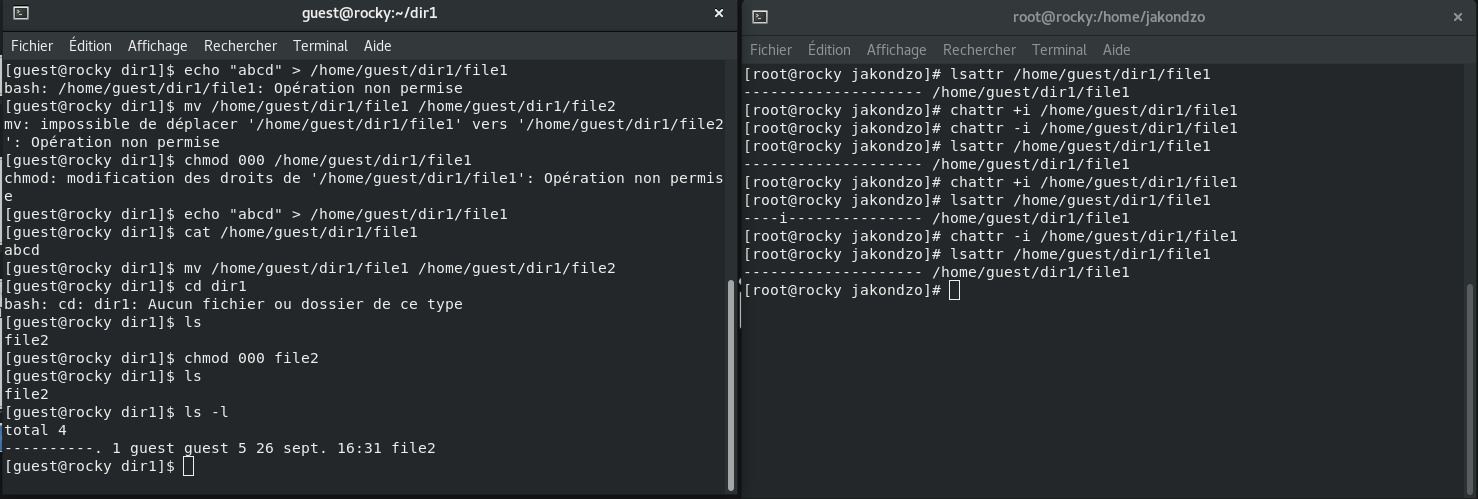 guest@rocky:~/dir1
Fichier Édition Affichage Rechercher Terminal Aide
[guest@rocky dir1]$ echo "abcd" > /home/guest/dir1/file1
bash: /home/guest/dir1/file1: Opération non permise
[guest@rocky dir1]$ mv /home/guest/dir1/file1 /home/guest/dir1/file2
mv: impossible de déplacer '/home/guest/dir1/file1' vers '/home/guest/dir1/file2
': Opération non permise
[guest@rocky dir1]$ chmod 000 /home/guest/dir1/file1
chmod: modification des droits de '/home/guest/dir1/file1': Opération non permis
e
[guest@rocky dir1]$ echo "abcd" > /home/guest/dir1/file1
[guest@rocky dir1]$ cat /home/guest/dir1/file1
abcd
[guest@rocky dir1]$ mv /home/guest/dir1/file1 /home/guest/dir1/file2
[guest@rocky dir1]$ cd dir1
bash: cd: dir1: Aucun fichier ou dossier de ce type
[guest@rocky dir1]$ ls
file2
[guest@rocky dir1]$ chmod 000 file2
[guest@rocky dir1]$ ls
file2
[guest@rocky dir1]$ ls -l
total 4
----------. 1 guest guest 5 26 sept. 16:31 file2
[guest@rocky dir1]$
root@rocky:/home/jakondzo
Fichier Édition Affichage Rechercher Terminal Aide
[root@rocky jakondzo]# lsattr /home/guest/dir1/file1
-------------------- /home/guest/dir1/file1
[root@rocky jakondzo]# chattr +i /home/guest/dir1/file1
[root@rocky jakondzo]# chattr -i /home/guest/dir1/file1
[root@rocky jakondzo]# lsattr /home/guest/dir1/file1
-------------------- /home/guest/dir1/file1
[root@rocky jakondzo]# chattr +i /home/guest/dir1/file1
[root@rocky jakondzo]# lsattr /home/guest/dir1/file1
----i--------------- /home/guest/dir1/file1
[root@rocky jakondzo]# chattr -i /home/guest/dir1/file1
[root@rocky jakondzo]# lsattr /home/guest/dir1/file1
-------------------- /home/guest/dir1/file1
[root@rocky jakondzo]#